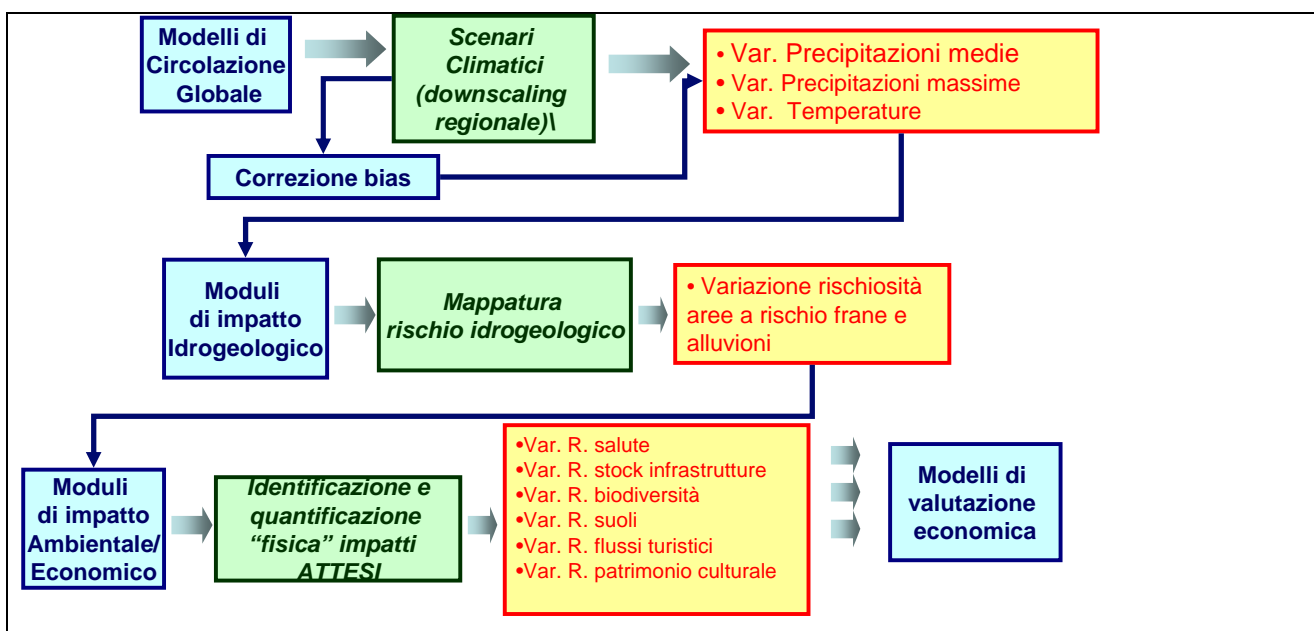 Modelli di
Circolazione
Globale
Scenari
Climatici
(downscaling
regionale)\
• Var. Precipitazioni medie
• Var. Precipitazioni massime
• Var. Temperature
Correzione bias
Moduli
di impatto
Idrogeologico
Mappatura
rischio idrogeologico
• Variazione rischiosità
aree a rischio frane e
alluvioni
Moduli
di impatto
Ambientale/
Economico
Identificazione e
quantificazione
“fisica” impatti
ATTESI
•Var. R. salute
•Var. R. stock infrastrutture
•Var. R. biodiversità
•Var. R. suoli
•Var. R. flussi turistici
•Var. R. patrimonio culturale
Modelli di
valutazione
economica